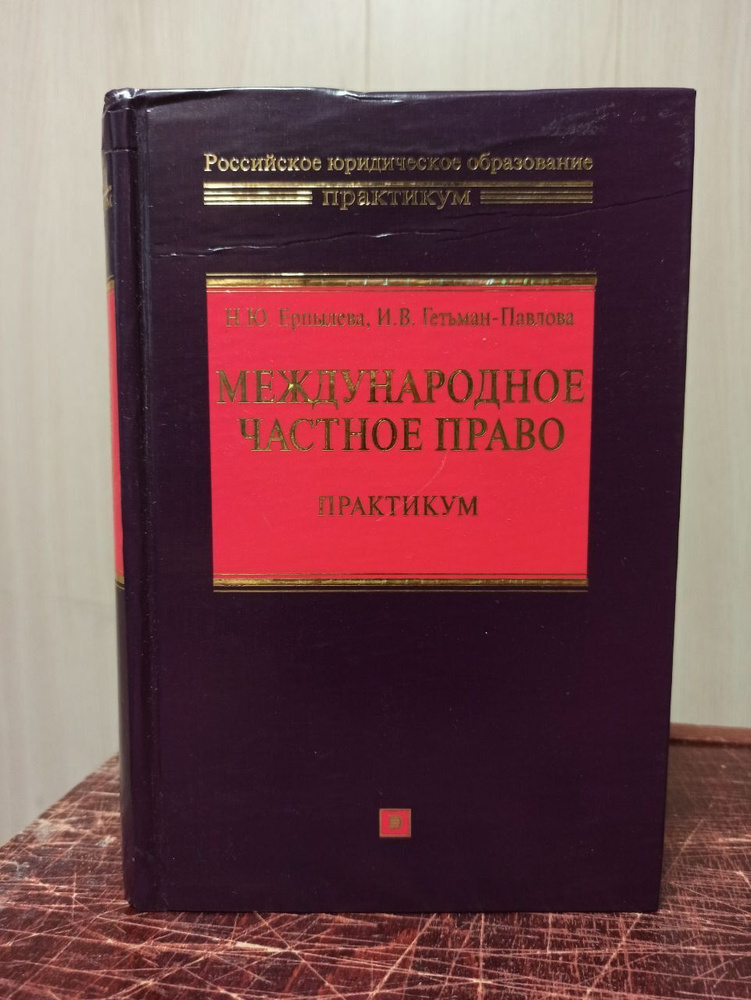 Российское юридическое образование
практикум
Н.Ю. Ерпылева, И.В. Гетьман-Павлова
МЕЖДУНАРОДНОЕ
ЧАСТНОЕ ПРАВО
ПРАКТИКУМ